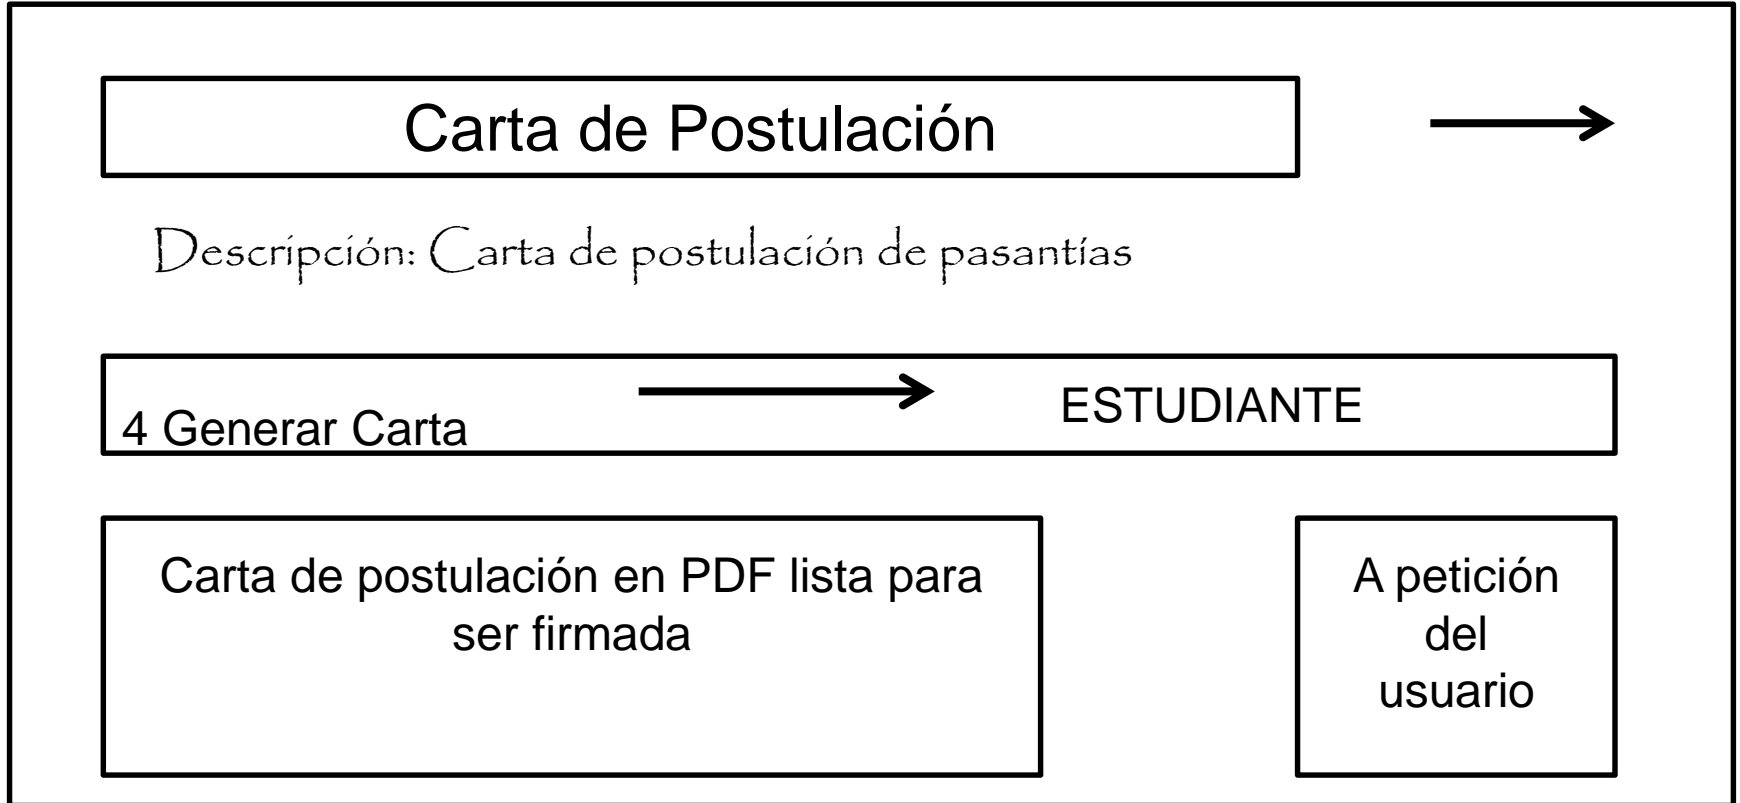 Carta de Postulación
Descripción: Carta de postulación de pasantías
4 Generar Carta
ESTUDIANTE
Carta de postulación en PDF lista para
ser firmada
A petición
del
usuario